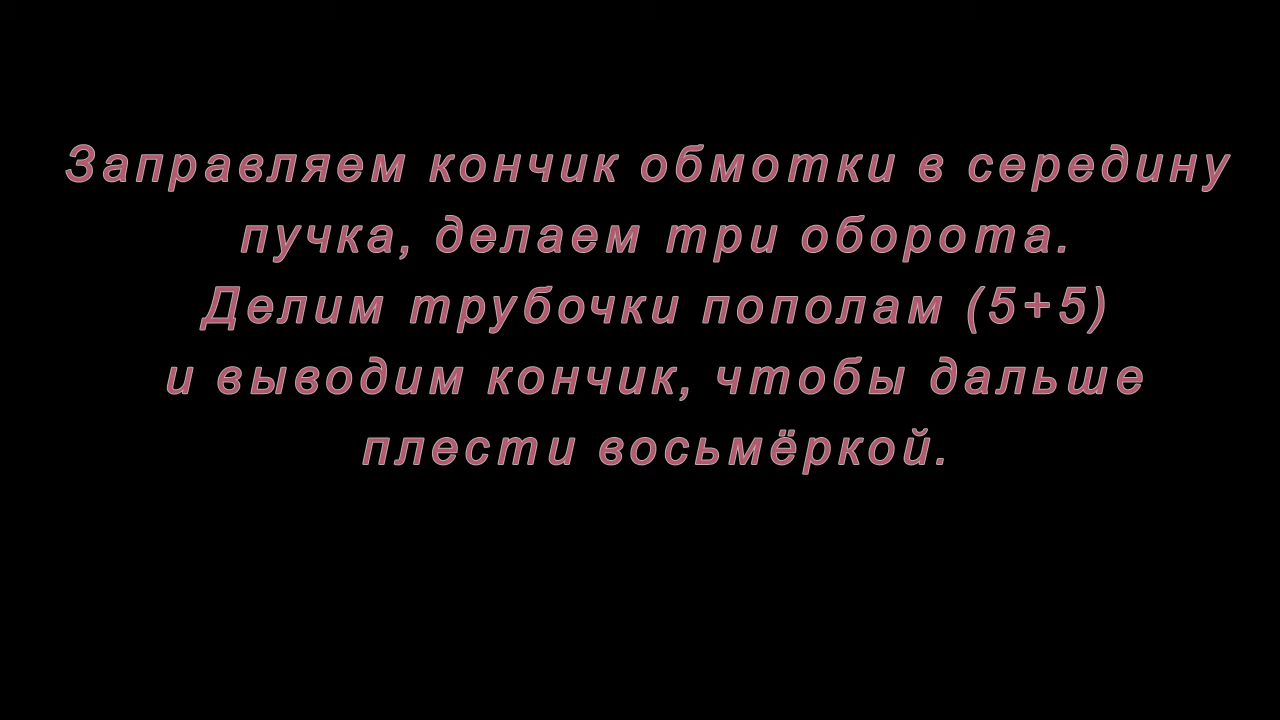 Заправляем кончик обмотки в середину
пучка, делаем три оборота.
Делим трубочки пополам (5+5)
и выводим кончик, чтобы дальше
плести восьмёркой.